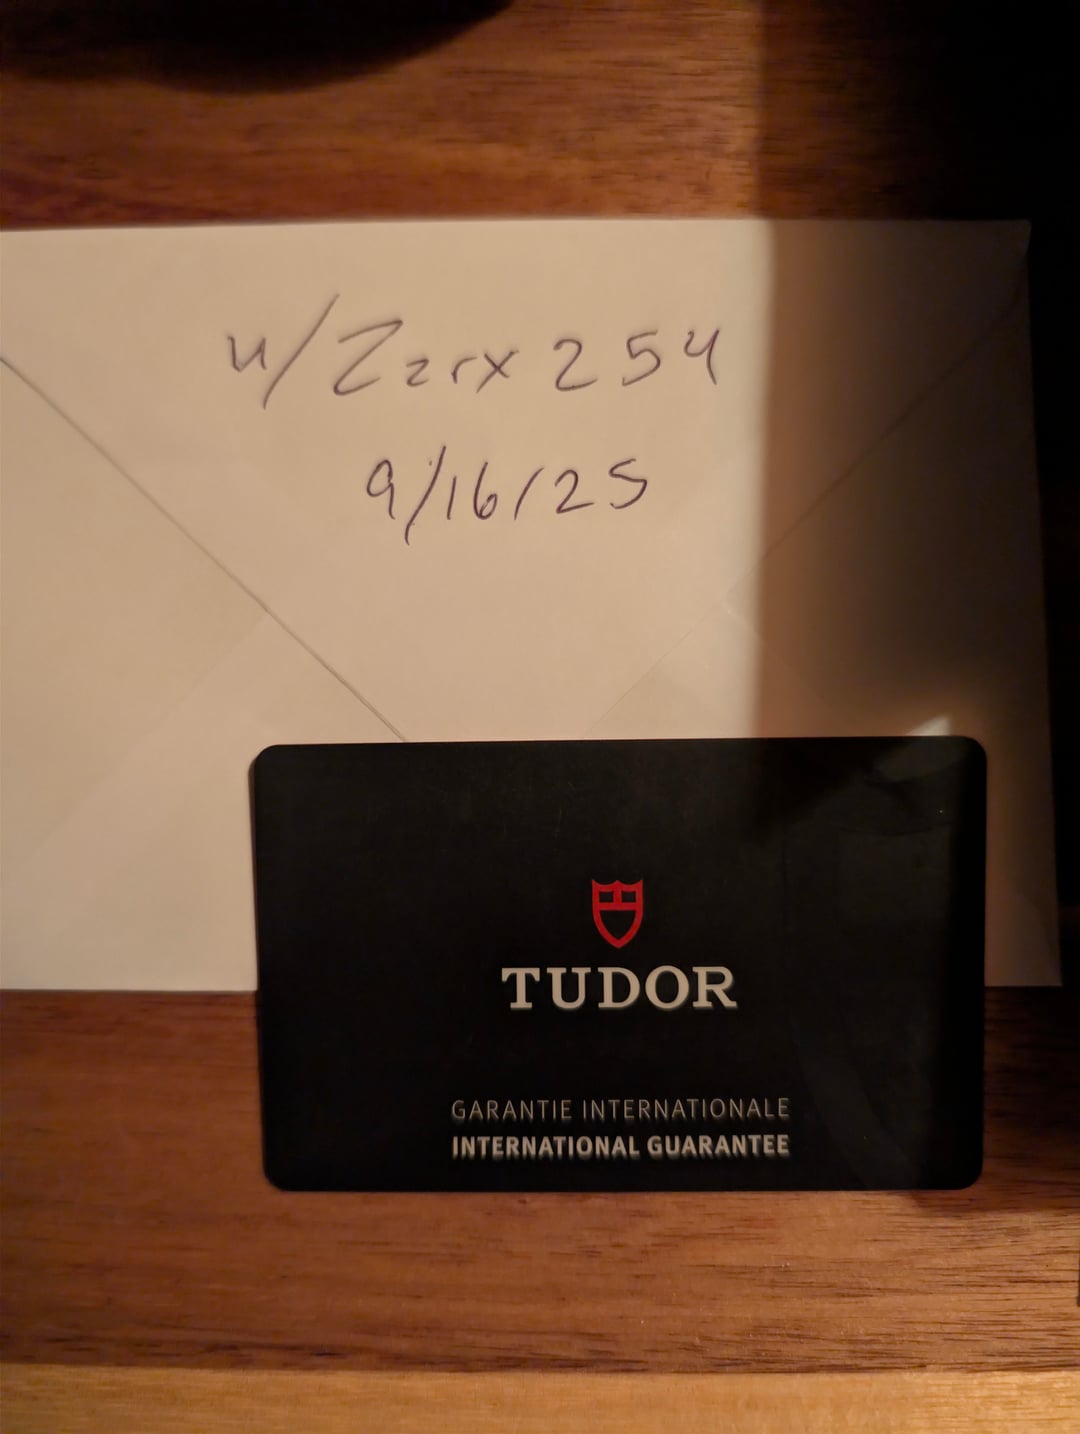 u/Zzrx254
9/16/25
TUDOR
GARANTIE INTERNATIONALE
INTERNATIONAL GUARANTEE